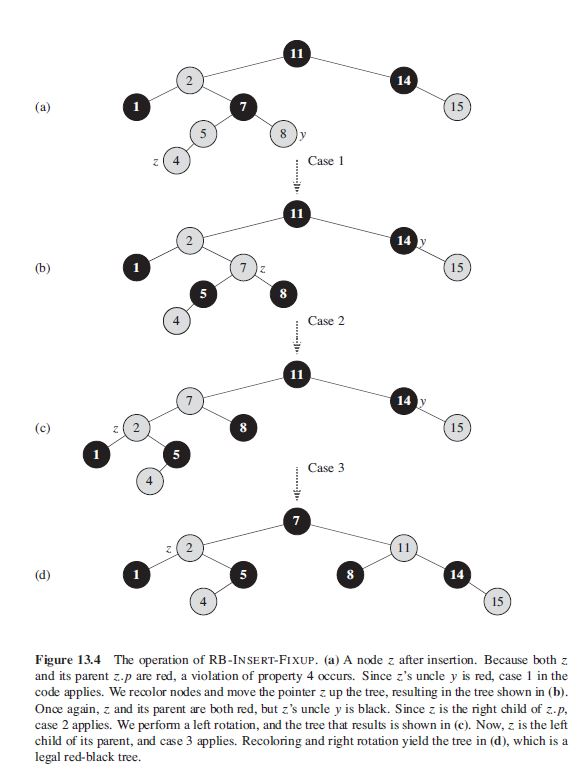 11
2 14
(a) 1 7 15
5 8 y
z 4 Case 1
11
2 14 y
(b) 1 7 z 15
5 8
4 Case 2
11
7 14 y
(c) z 2 8 15
1 5
4 Case 3
7
z 2 11
(d) 1 5 8 14
4 15
Figure 13.4 The operation of RB-INSERT-FIXUP. (a) A node z after insertion. Because both z
and its parent z.p are red, a violation of property 4 occurs. Since z's uncle y is red, case 1 in the
code applies. We recolor nodes and move the pointer z up the tree, resulting in the tree shown in (b).
Once again, z and its parent are both red, but z's uncle y is black. Since z is the right child of z.p,
case 2 applies. We perform a left rotation, and the tree that results is shown in (c). Now, z is the left
child of its parent, and case 3 applies. Recoloring and right rotation yield the tree in (d), which is a
legal red-black tree.